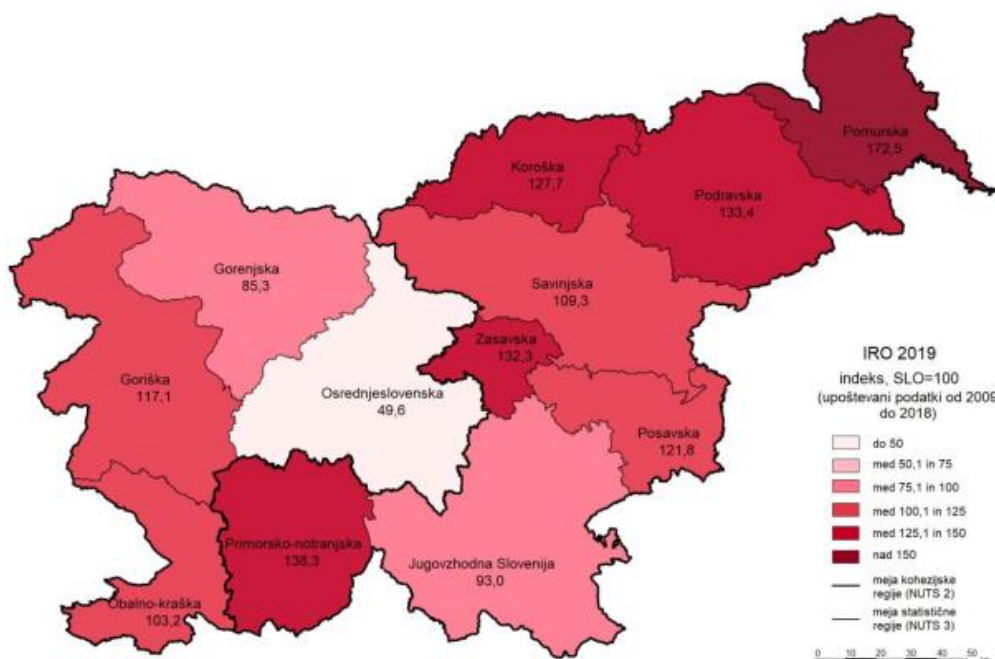 Pomurska
172,5
Koroška
127,7
Podravska
133,4
Gorenjska
85,3
Savinjska
109,3
Zasavska
132,3
Goriška
117,1
Osrednjeslovenska
49,6
Posavska
121,8
Primorsko-notranjska
138,3
Jugovzhodna Slovenija
93,0
Obalno-kraška
103,2
IRO 2019
indeks, SLO=100
(upoštevani podatki od 2009
do 2018)
do 50
med 50,1 in 75
med 75,1 in 100
med 100,1 in 125
med 125,1 in 150
nad 150
meja kohezijske
regije (NUTS 2)
meja statistične
regije (NUTS 3)
0 10 20 30 40 50